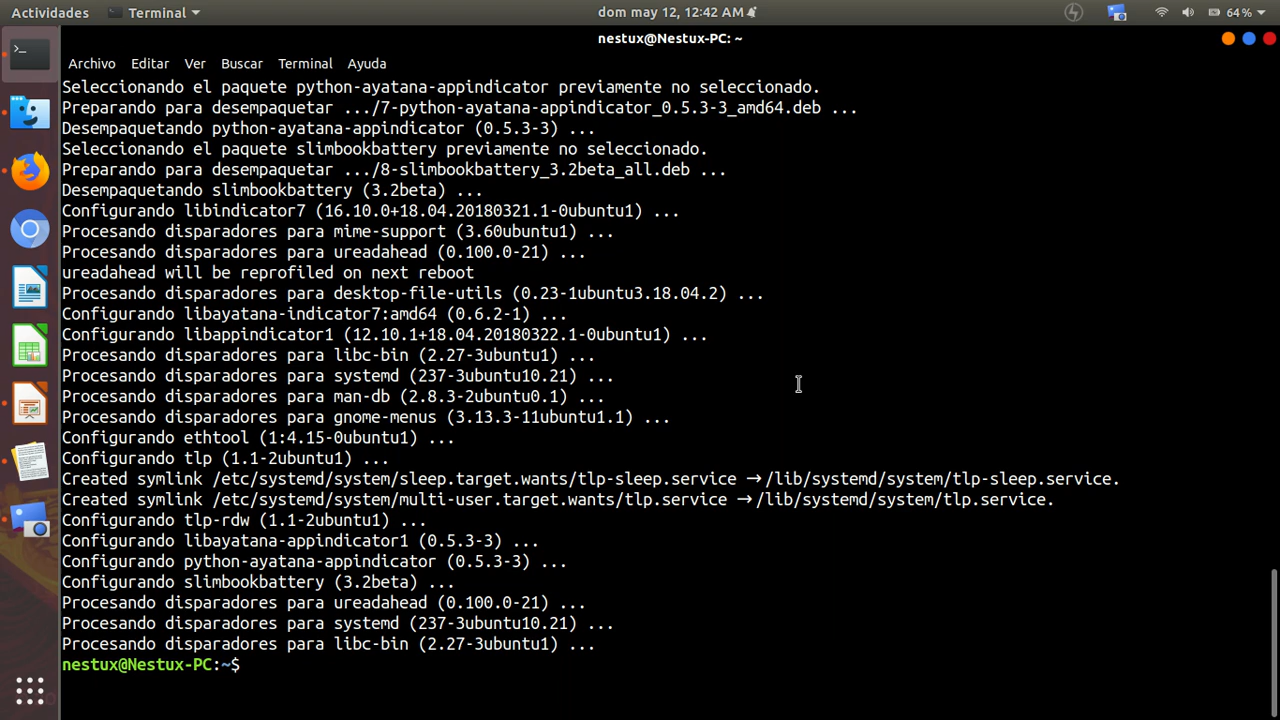 Actividades Terminal dom may 12, 12:42 AM 64 %
nestux@Nestux-PC: ~
Archivo Editar Ver Buscar Terminal Ayuda
Seleccionando el paquete python-ayatana-appindicator previamente no seleccionado.
Preparando para desempaquetar .../7-python-ayatana-appindicator_0.5.3-3_amd64.deb ...
Desempaquetando python-ayatana-appindicator (0.5.3-3) ...
Seleccionando el paquete slimbookbattery previamente no seleccionado.
Preparando para desempaquetar .../8-slimbookbattery_3.2beta_all.deb ...
Desempaquetando slimbookbattery (3.2beta) ...
Configurando libindicator7 (16.10.0+18.04.20180321.1-0ubuntu1) ...
Procesando disparadores para mime-support (3.60ubuntu1) ...
Procesando disparadores para ureadahead (0.100.0-21) ...
ureadahead will be reprofiled on next reboot
Procesando disparadores para desktop-file-utils (0.23-1ubuntu3.18.04.2) ...
Configurando libayatana-indicator7:amd64 (0.6.2-1) ...
Configurando libappindicator1 (12.10.1+18.04.20180322.1-0ubuntu1) ...
Procesando disparadores para libc-bin (2.27-3ubuntu1) ...
Procesando disparadores para systemd (237-3ubuntu10.21) ...
Procesando disparadores para man-db (2.8.3-2ubuntu0.1) ...
Procesando disparadores para gnome-menus (3.13.3-11ubuntu1.1) ...
Configurando ethtool (1:4.15-0ubuntu1) ...
Configurando tlp (1.1-2ubuntu1) ...
Created symlink /etc/systemd/system/sleep.target.wants/tlp-sleep.service → /lib/systemd/system/tlp-sleep.service.
Created symlink /etc/systemd/system/multi-user.target.wants/tlp.service → /lib/systemd/system/tlp.service.
Configurando tlp-rdw (1.1-2ubuntu1) ...
Configurando libayatana-appindicator1 (0.5.3-3) ...
Configurando python-ayatana-appindicator (0.5.3-3) ...
Configurando slimbookbattery (3.2beta) ...
Procesando disparadores para ureadahead (0.100.0-21) ...
Procesando disparadores para systemd (237-3ubuntu10.21) ...
Procesando disparadores para libc-bin (2.27-3ubuntu1) ...
nestux@Nestux-PC:~$